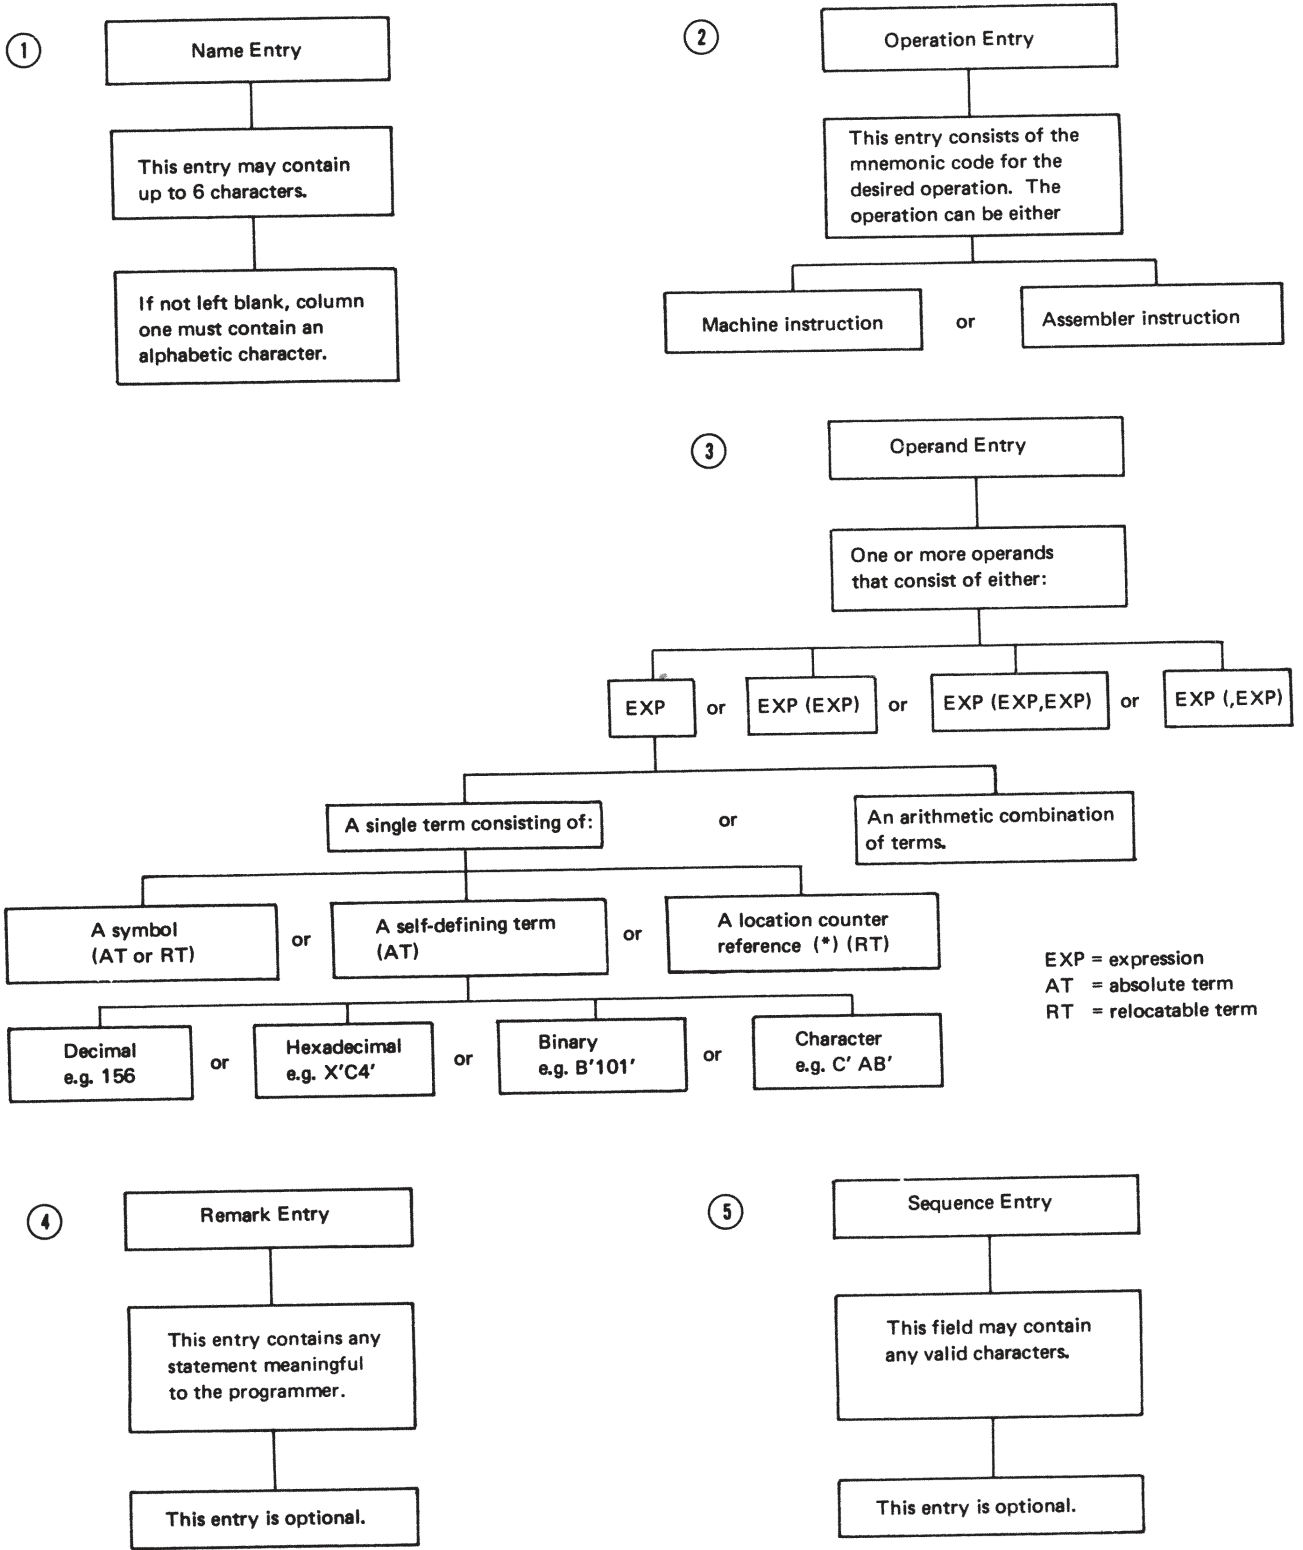 1
Name Entry
This entry may contain
up to 6 characters.
If not left blank, column
one must contain an
alphabetic character.
2
Operation Entry
This entry consists of the
mnemonic code for the
desired operation. The
operation can be either
Machine instruction
or
Assembler instruction
3
Operand Entry
One or more operands
that consist of either:
EXP
or
EXP (EXP)
or
EXP (EXP,EXP)
or
EXP (,EXP)
A single term consisting of:
or
An arithmetic combination
of terms.
A symbol
(AT or RT)
or
A self-defining term
(AT)
or
A location counter
reference (*) (RT)
EXP = expression
AT = absolute term
RT = relocatable term
Decimal
e.g. 156
or
Hexadecimal
e.g. X'C4'
or
Binary
e.g. B'101'
or
Character
e.g. C' AB'
4
Remark Entry
This entry contains any
statement meaningful
to the programmer.
This entry is optional.
5
Sequence Entry
This field may contain
any valid characters.
This entry is optional.